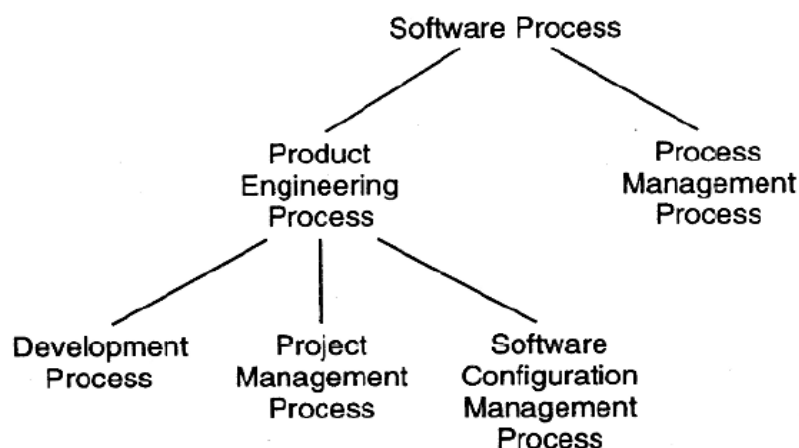 Software Process
Product
Engineering
Process
Process
Management
Process
Development
Process
Project
Management
Process
Software
Configuration
Management
Process